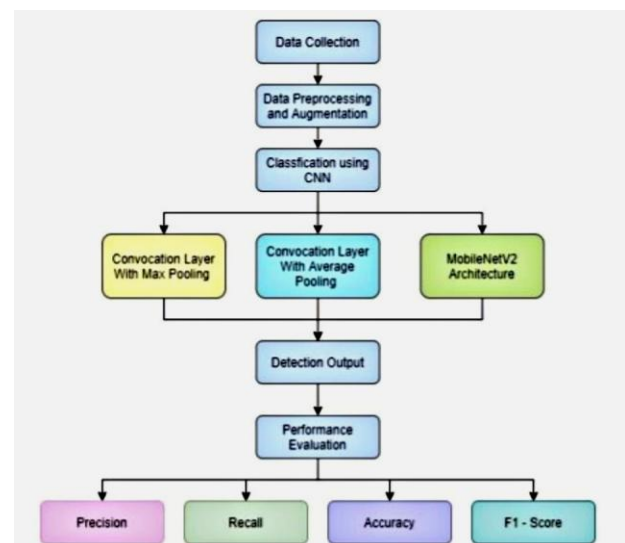 Data Collection
Data Preprocessing
and Augmentation
Classfication using
CNN
Convocation Layer
With Max Pooling
Convocation Layer
With Average
Pooling
MobileNetV2
Architecture
Detection Output
Performance
Evaluation
Precision
Recall
Accuracy
F1 - Score